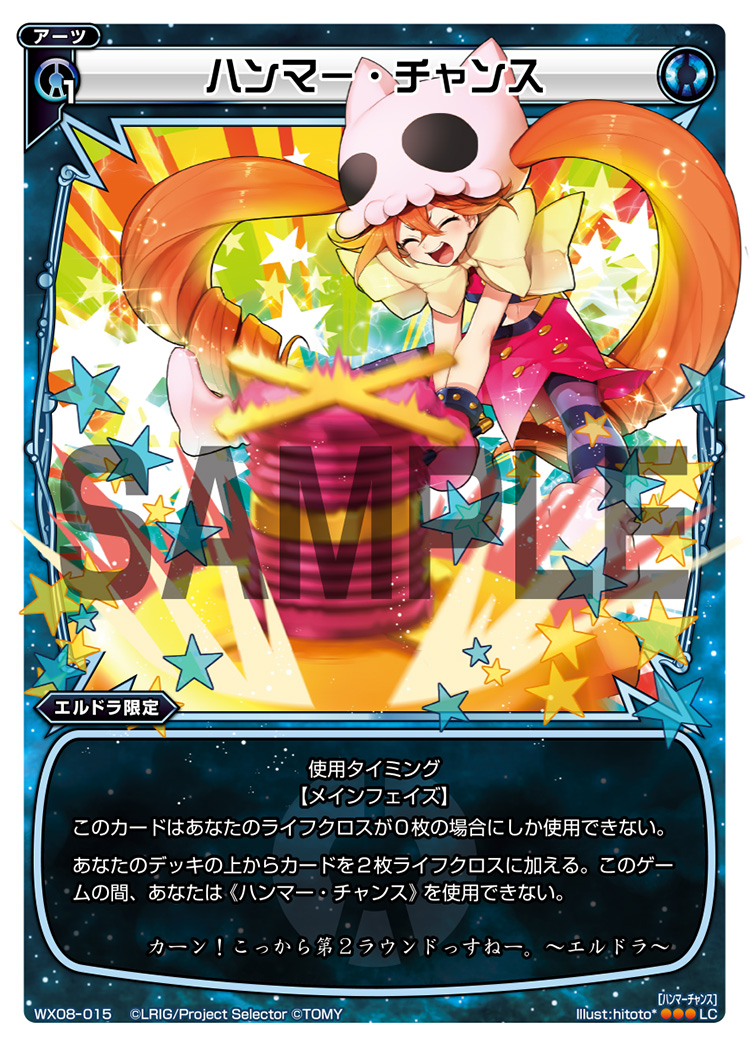 アーツ
ハンマー・チャンス
1
SAMPLE
エルドラ限定
使用タイミング
【メインフェイズ】
このカードはあなたのライフクロスが０枚の場合にしか使用できない。
あなたのデッキの上からカードを２枚ライフクロスに加える。このゲー
ムの間、あなたは《ハンマー・チャンス》を使用できない。
カーン！こっから第２ラウンドっすねー。～エルドラ～
[ハンマーチャンス]
WX08-015 ©LRIG/Project Selector ©TOMY Illust:hitoto* LC